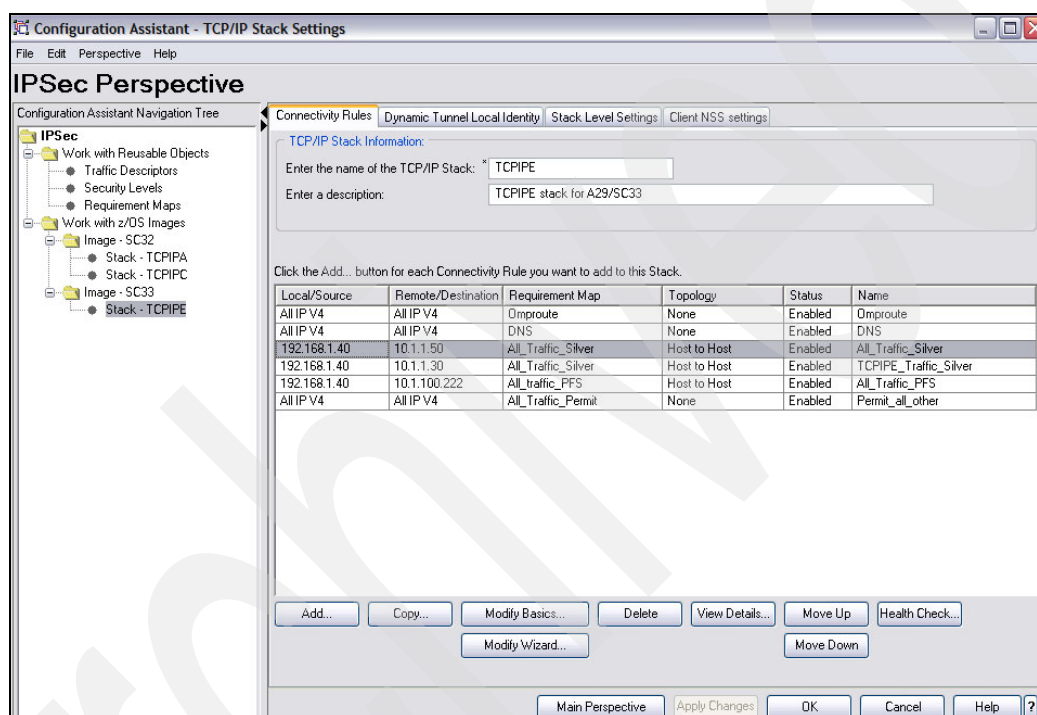 Configuration Assistant - TCP/IP Stack Settings
File Edit Perspective Help
IPSec Perspective
Configuration Assistant Navigation Tree
IPSec
Work with Reusable Objects
Traffic Descriptors
Security Levels
Requirement Maps
Work with z/OS Images
Image - SC32
Stack - TCPIPA
Stack - TCPIPC
Image - SC33
Stack - TCPIPE
Connectivity Rules Dynamic Tunnel Local Identity Stack Level Settings Client NSS settings
TCP/IP Stack Information:
Enter the name of the TCP/IP Stack: * TCPIPE
Enter a description: TCPIPE stack for A29/SC33
Click the Add... button for each Connectivity Rule you want to add to this Stack.
Local/Source Remote/Destination Requirement Map Topology Status Name
All IP V4 All IP V4 Omproute None Enabled Omproute
All IP V4 All IP V4 DNS None Enabled DNS
192.168.1.40 10.1.1.50 All_Traffic_Silver Host to Host Enabled All_Traffic_Silver
192.168.1.40 10.1.1.30 All_Traffic_Silver Host to Host Enabled TCPIPE_Traffic_Silver
192.168.1.40 10.1.100.222 All_traffic_PFS Host to Host Enabled All_Traffic_PFS
All IP V4 All IP V4 All_Traffic_Permit None Enabled Permit_all_other
Add... Copy... Modify Basics... Delete View Details... Move Up Health Check...
Modify Wizard... Move Down
Main Perspective Apply Changes OK Cancel Help ?